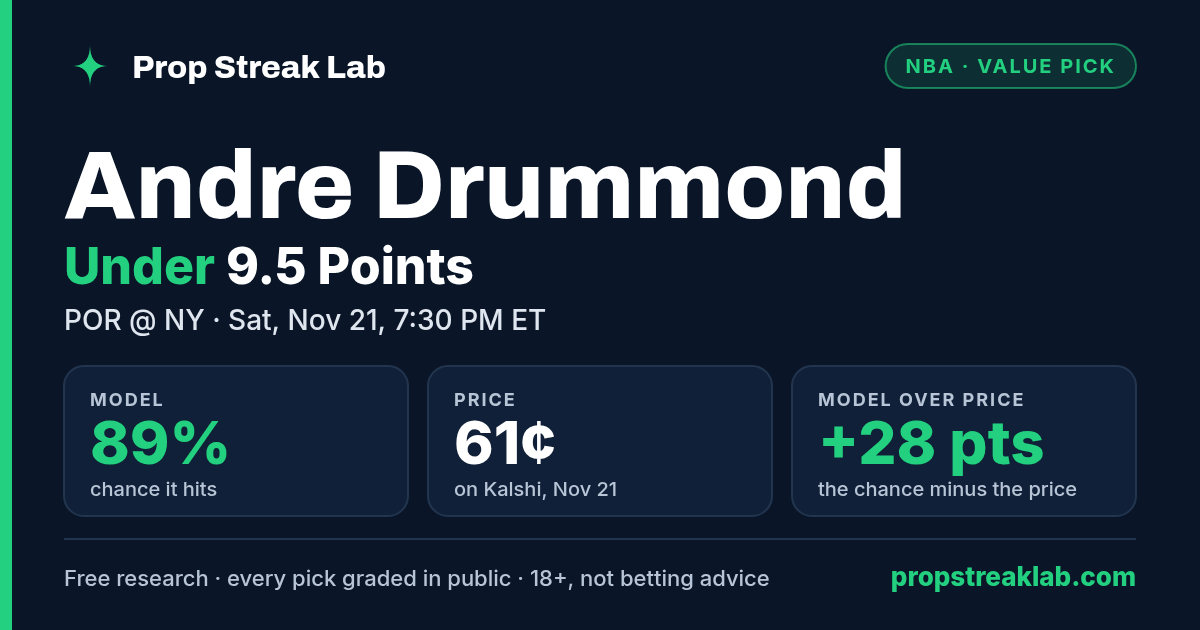 Prop Streak Lab
NBA · VALUE PICK
Andre Drummond
Under 9.5 Points
POR @ NY · Sat, Nov 21, 7:30 PM ET
MODEL
89%
chance it hits
PRICE
61¢
on Kalshi, Nov 21
MODEL OVER PRICE
+28 pts
the chance minus the price
Free research · every pick graded in public · 18+, not betting advice
propstreaklab.com